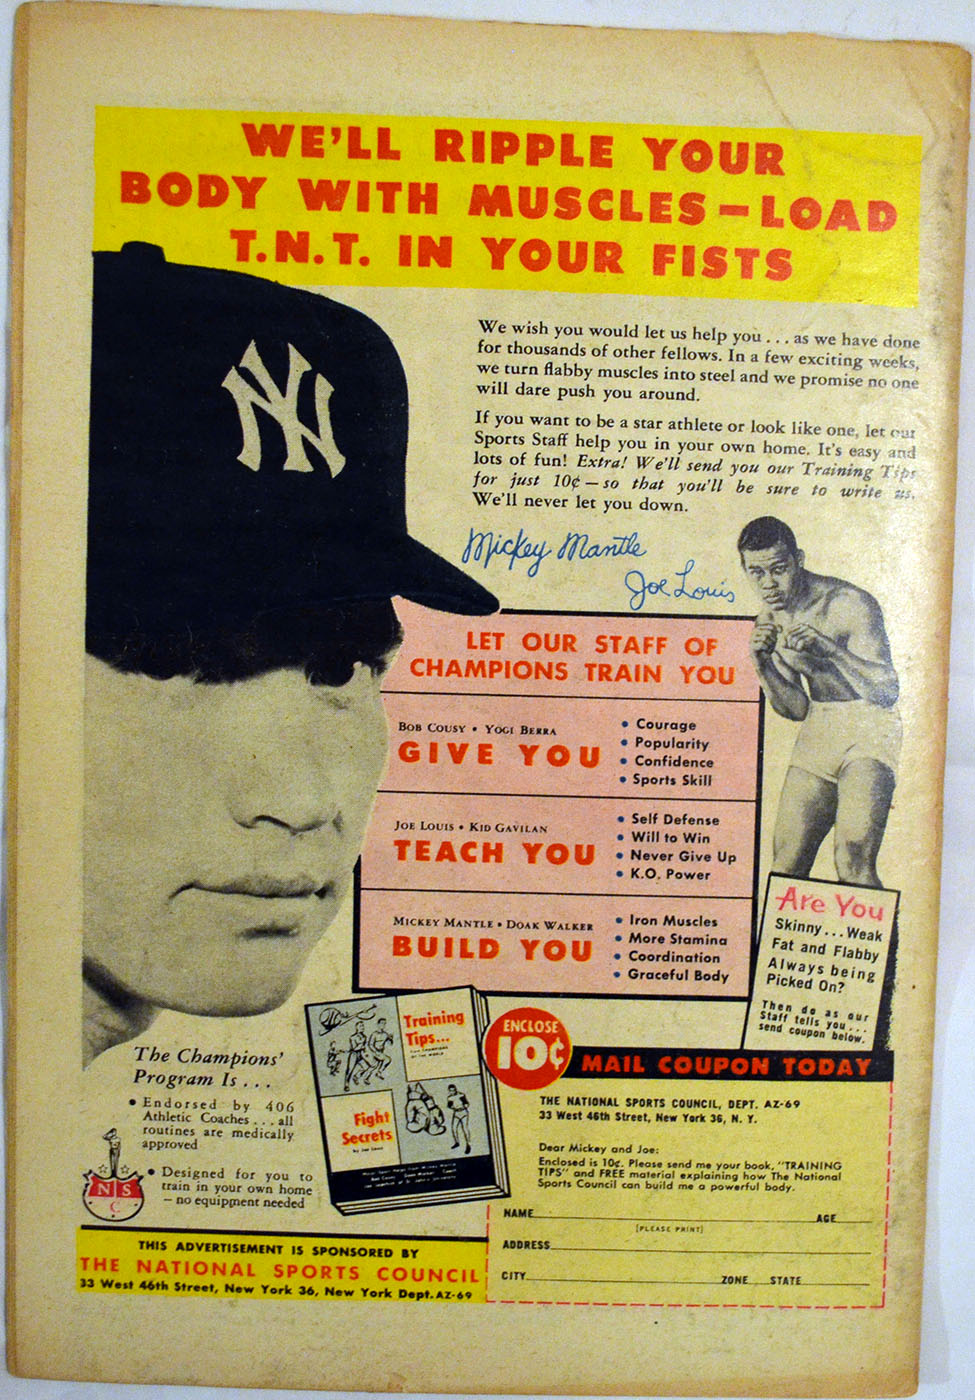 WE'LL RIPPLE YOUR
BODY WITH MUSCLES — LOAD
T.N.T. IN YOUR FISTS
NY
We wish you would let us help you . . . as we have done
for thousands of other fellows. In a few exciting weeks,
we turn flabby muscles into steel and we promise no one
will dare push you around.
If you want to be a star athlete or look like one, let our
Sports Staff help you in your own home. It's easy and
lots of fun! Extra! We'll send you our Training Tips
for just 10¢ — so that you'll be sure to write us.
We'll never let you down.
Mickey Mantle
Joe Louis
LET OUR STAFF OF
CHAMPIONS TRAIN YOU
BOB COUSY • YOGI BERRA
GIVE YOU
• Courage
• Popularity
• Confidence
• Sports Skill
JOE LOUIS • KID GAVILAN
TEACH YOU
• Self Defense
• Will to Win
• Never Give Up
• K.O. Power
MICKEY MANTLE • DOAK WALKER
BUILD YOU
• Iron Muscles
• More Stamina
• Coordination
• Graceful Body
Are You
Skinny...Weak
Fat and Flabby
Always being
Picked On?
Then do as our
Staff tells you...
send coupon below.
The Champions'
Program Is . . .
• Endorsed by 406
Athletic Coaches . . . all
routines are medically
approved
• Designed for you to
train in your own home
— no equipment needed
N S
C
Training
Tips...
Fight
Secrets
by Joe Louis
ENCLOSE
10¢
MAIL COUPON TODAY
THE NATIONAL SPORTS COUNCIL, DEPT. AZ-69
33 West 46th Street, New York 36, N. Y.
Dear Mickey and Joe:
Enclosed is 10¢. Please send me your book, "TRAINING
TIPS" and FREE material explaining how The National
Sports Council can build me a powerful body.
NAME AGE
(PLEASE PRINT)
ADDRESS
CITY ZONE STATE
THIS ADVERTISEMENT IS SPONSORED BY
THE NATIONAL SPORTS COUNCIL
33 West 46th Street, New York 36, New York Dept. AZ-69